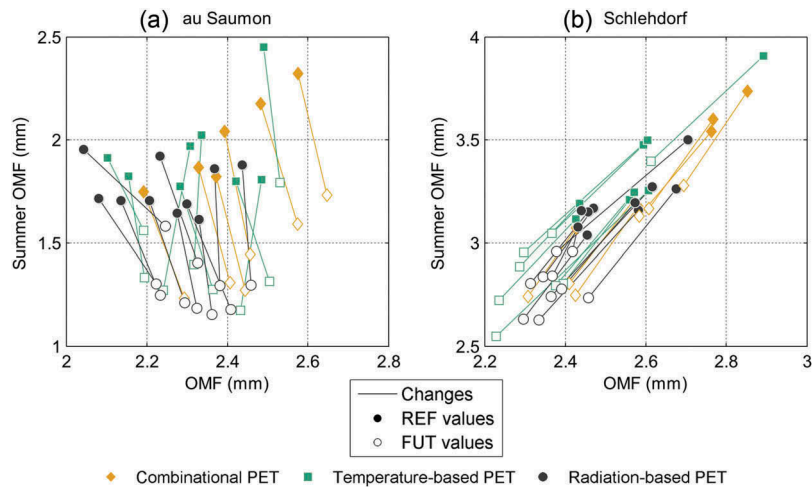 (a) au Saumon
(b) Schlehdorf
2.5
2
1.5
1
Summer OMF (mm)
2 2.2 2.4 2.6 2.8
OMF (mm)
4
3.5
3
2.5
Summer OMF (mm)
2.2 2.4 2.6 2.8 3
OMF (mm)
Changes
REF values
FUT values
Combinational PET Temperature-based PET Radiation-based PET